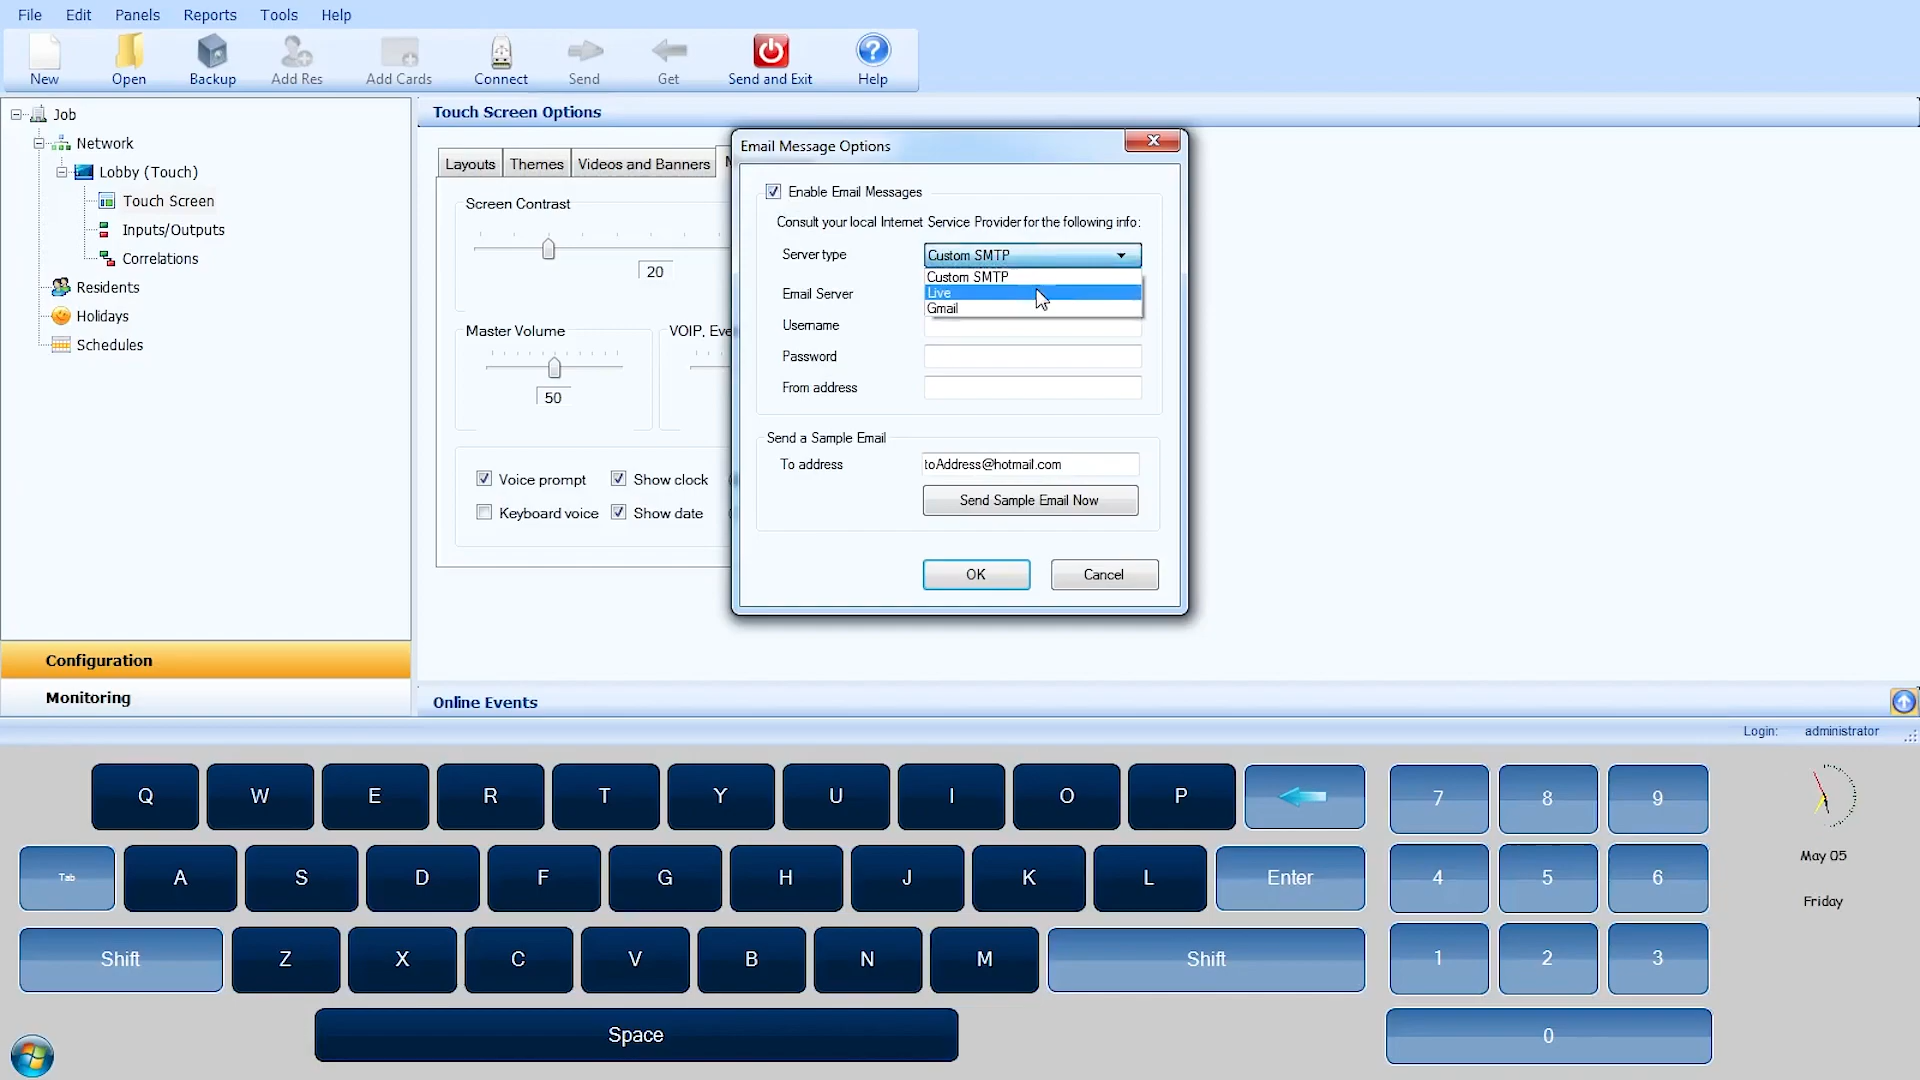 File Edit Panels Reports Tools Help
New Open Backup Add Res Add Cards Connect Send Get Send and Exit Help
Job
Network
Lobby (Touch)
Touch Screen
Inputs/Outputs
Correlations
Residents
Holidays
Schedules
Configuration
Monitoring
Touch Screen Options
Layouts Themes Videos and Banners
Screen Contrast
20
Master Volume VOIP, Eve
50
Voice prompt Show clock
Keyboard voice Show date
Email Message Options
Enable Email Messages
Consult your local Internet Service Provider for the following info:
Server type Custom SMTP
Custom SMTP
Live
Gmail
Email Server
Username
Password
From address
Send a Sample Email
To address toAddress@hotmail.com
Send Sample Email Now
OK Cancel
Online Events
Login: administrator
Q W E R T Y U I O P 7 8 9
Tab A S D F G H J K L Enter 4 5 6
Shift Z X C V B N M Shift 1 2 3
Space 0
May 05
Friday